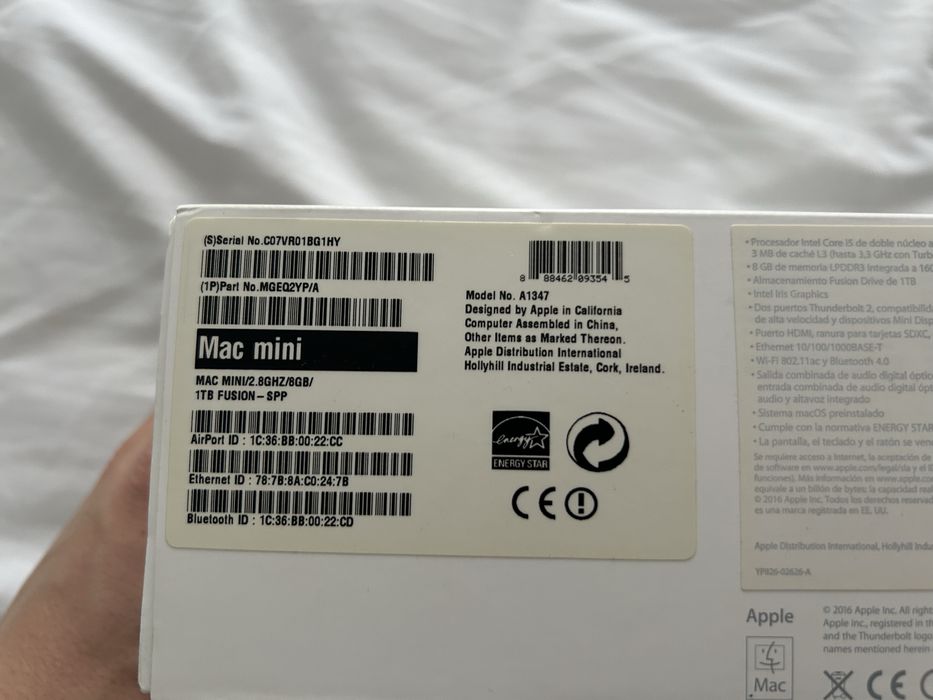 (S)Serial No.C07VR01BG1HY
(1P)Part No.MGEQ2YP/A
Mac mini
MAC MINI/2.8GHZ/8GB/
1TB FUSION-SPP
AirPort ID : 1C:36:BB:00:22:CC
Ethernet ID : 78:7B:8A:C0:24:7B
Bluetooth ID : 1C:36:BB:00:22:CD
8 88462 09354 5
Model No. A1347
Designed by Apple in California
Computer Assembled in China,
Other Items as Marked Thereon.
Apple Distribution International
Hollyhill Industrial Estate, Cork, Ireland.
energy
ENERGY STAR
CE
• Procesador Intel Core i5 de doble núcleo a
3 MB de caché L3 (hasta 3,3 GHz con Turb
• 8 GB de memoria LPDDR3 integrada a 160
• Almacenamiento Fusion Drive de 1TB
• Intel Iris Graphics
• Dos puertos Thunderbolt 2, compatibilid
de alta velocidad y dispositivos Mini Disp
• Puerto HDMI, ranura para tarjetas SDXC,
• Ethernet 10/100/1000BASE-T
• Wi-Fi 802.11ac y Bluetooth 4.0
• Salida combinada de audio digital óptic
entrada combinada de audio digital ópt
audio y altavoz integrado
• Sistema macOS preinstalado
• Cumple con la normativa ENERGY STAR
• La pantalla, el teclado y el ratón se ven
Se requiere acceso a Internet, la aceptación de
de software en www.apple.com/legal/sla y el I
funciones). Más información en www.apple.co
equivale a un billón de bytes; la capacidad real
© 2016 Apple Inc. Todos los derechos reservad
es una marca registrada en EE. UU.
Apple Distribution International, Hollyhill Indu
YP826-02626-A
Apple
Mac
© 2016 Apple Inc. All right
Apple Inc., registered in th
and the Thunderbolt logo
names mentioned herein
CE